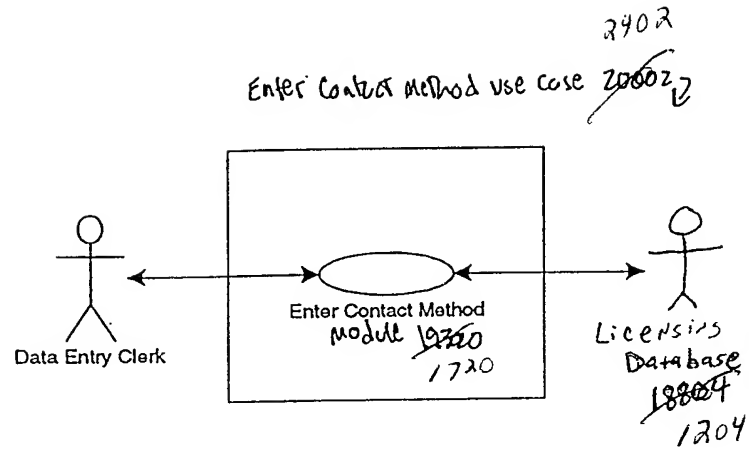 2402
Enter Contact Method use case 20002
Enter Contact Method
Module 19320
1720
Data Entry Clerk
Licensing
Database
18804
1204